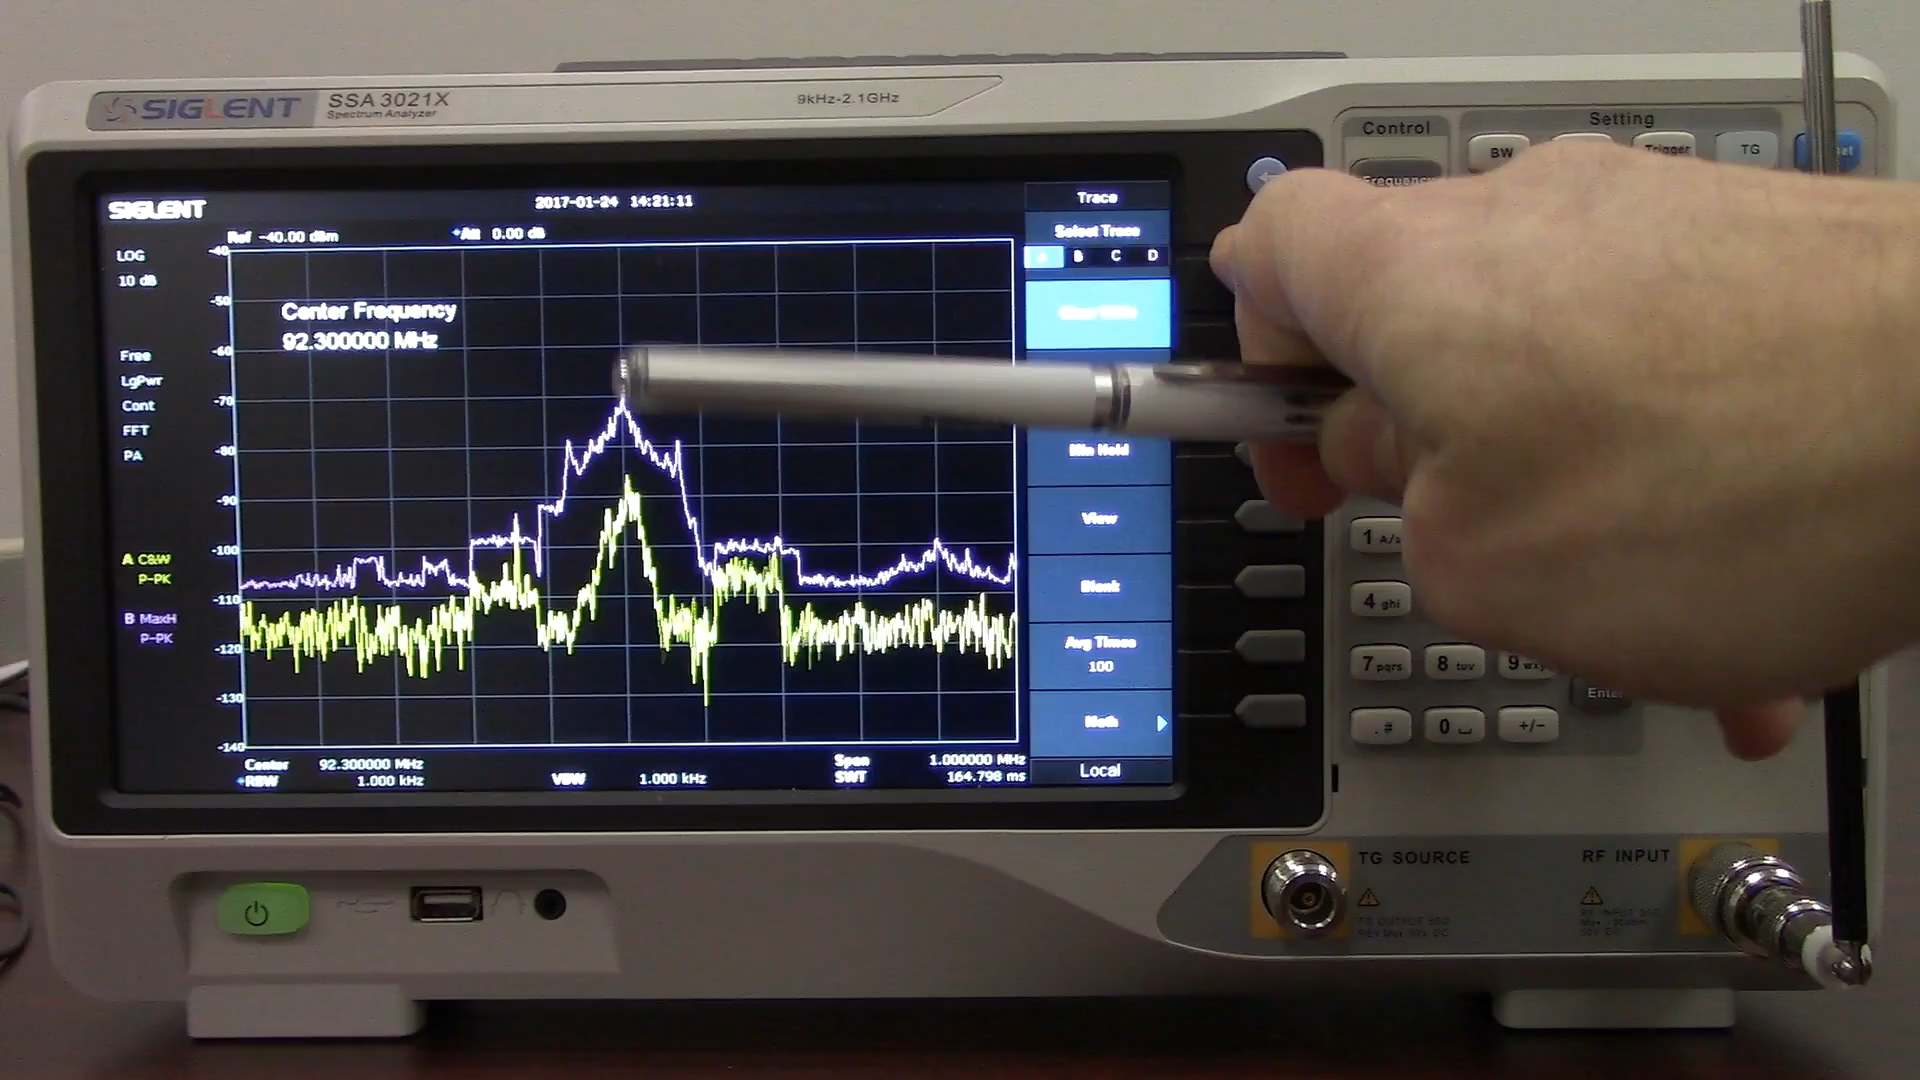 SIGLENT
SSA 3021X
Spectrum Analyzer
9kHz-2.1GHz
Control
Setting
BW
Trigger
TG
Frequency
SIGLENT
2017-01-24 14:21:11
Trace
Ref -40.00 dBm
Att 0.00 dB
Select Trace
A B C D
LOG
10 dB
-40
-50
-60
-70
-80
-90
-100
-110
-120
-130
-140
Center Frequency
92.300000 MHz
Free
LgPwr
Cont
FFT
PA
A C&W
P-PK
B MaxH
P-PK
Min Hold
View
Blank
Avg Times
100
Math
Local
Center 92.300000 MHz
RBW 1.000 kHz
VBW 1.000 kHz
Span 1.000000 MHz
SWT 164.798 ms
1
4 ghi
7 pqrs
8 tuv
9
. #
0
+/-
TG SOURCE
RF INPUT